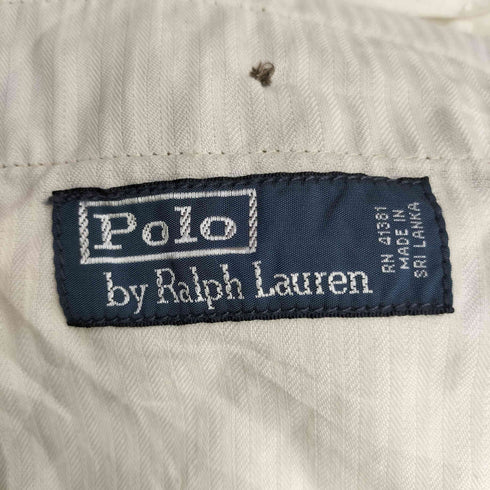 Polo
by Ralph Lauren
RN 41381
MADE IN
SRI LANKA